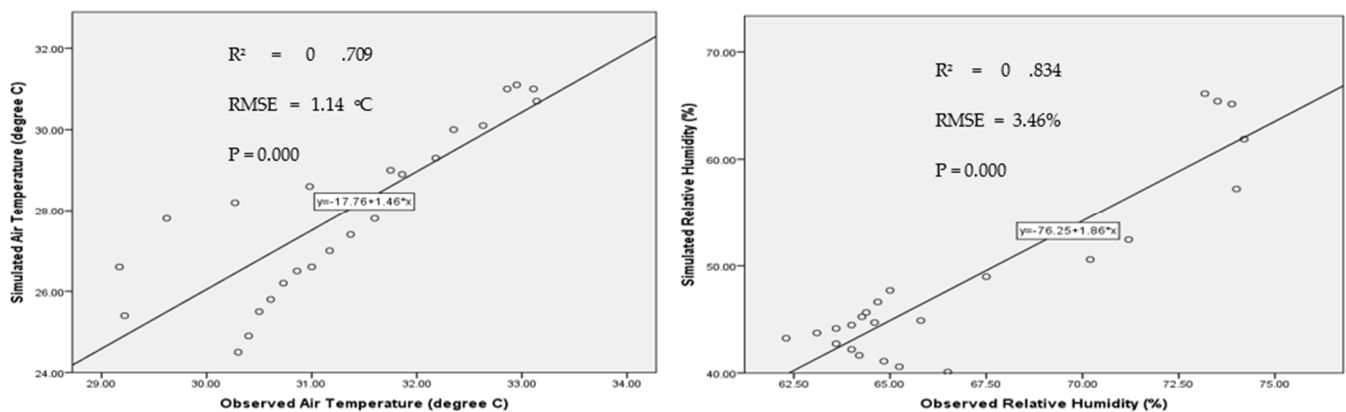 R² = 0 .709
RMSE = 1.14 °C
P = 0.000
y=-17.76+1.46*x
Simulated Air Temperature (degree C)
32.00
30.00
28.00
26.00
24.00
29.00 30.00 31.00 32.00 33.00 34.00
Observed Air Temperature (degree C)
R² = 0 .834
RMSE = 3.46%
P = 0.000
y=-76.25+1.86*x
Simulated Relative Humidity (%)
70.00
60.00
50.00
40.00
62.50 65.00 67.50 70.00 72.50 75.00
Observed Relative Humidity (%)